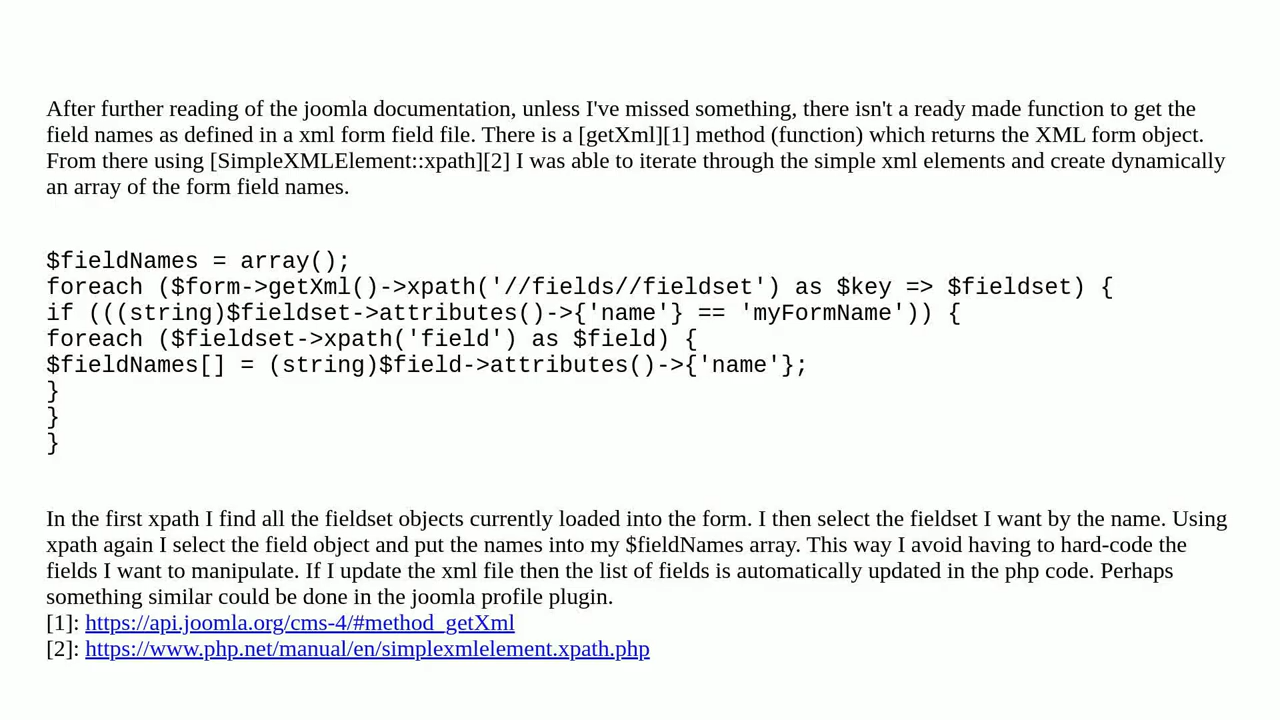 After further reading of the joomla documentation, unless I've missed something, there isn't a ready made function to get the
field names as defined in a xml form field file. There is a [getXml][1] method (function) which returns the XML form object.
From there using [SimpleXMLElement::xpath][2] I was able to iterate through the simple xml elements and create dynamically
an array of the form field names.
$fieldNames = array();
foreach ($form->getXml()->xpath('//fields//fieldset') as $key => $fieldset) {
if (((string)$fieldset->attributes()->{'name'} == 'myFormName')) {
foreach ($fieldset->xpath('field') as $field) {
$fieldNames[] = (string)$field->attributes()->{'name'};
}
}
}
In the first xpath I find all the fieldset objects currently loaded into the form. I then select the fieldset I want by the name. Using
xpath again I select the field object and put the names into my $fieldNames array. This way I avoid having to hard-code the
fields I want to manipulate. If I update the xml file then the list of fields is automatically updated in the php code. Perhaps
something similar could be done in the joomla profile plugin.
[1]: https://api.joomla.org/cms-4/#method_getXml
[2]: https://www.php.net/manual/en/simplexmlelement.xpath.php